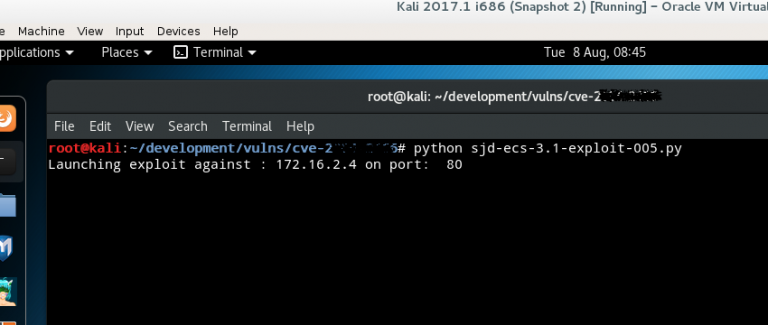 Kali 2017.1 i686 (Snapshot 2) [Running] – Oracle VM Virtual
Machine View Input Devices Help
pplications Places Terminal Tue 8 Aug, 08:45
root@kali: ~/development/vulns/cve-2
File Edit View Search Terminal Help
root@kali:~/development/vulns/cve-2 # python sjd-ecs-3.1-exploit-005.py
Launching exploit against : 172.16.2.4 on port:  80